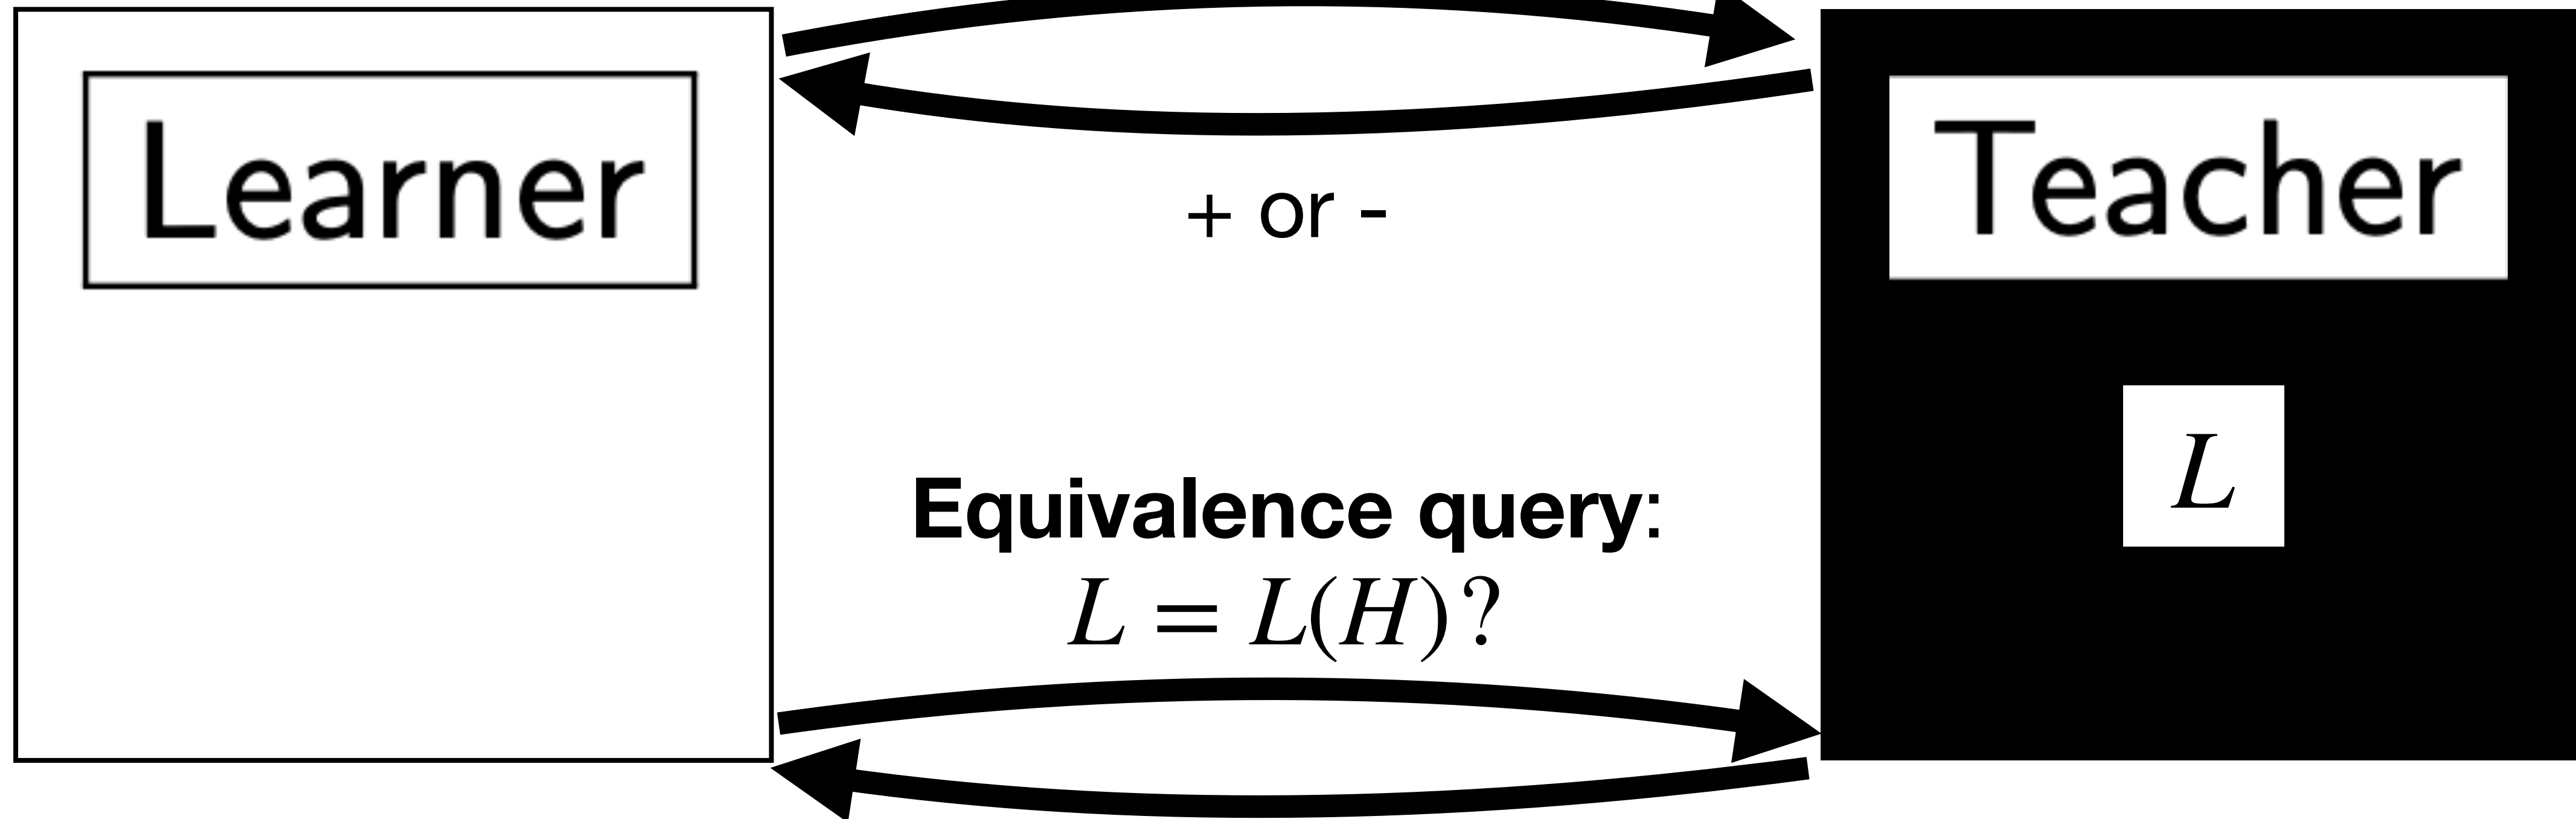 Learner
+ or -
Teacher
L
Equivalence query:
L = L(H)?